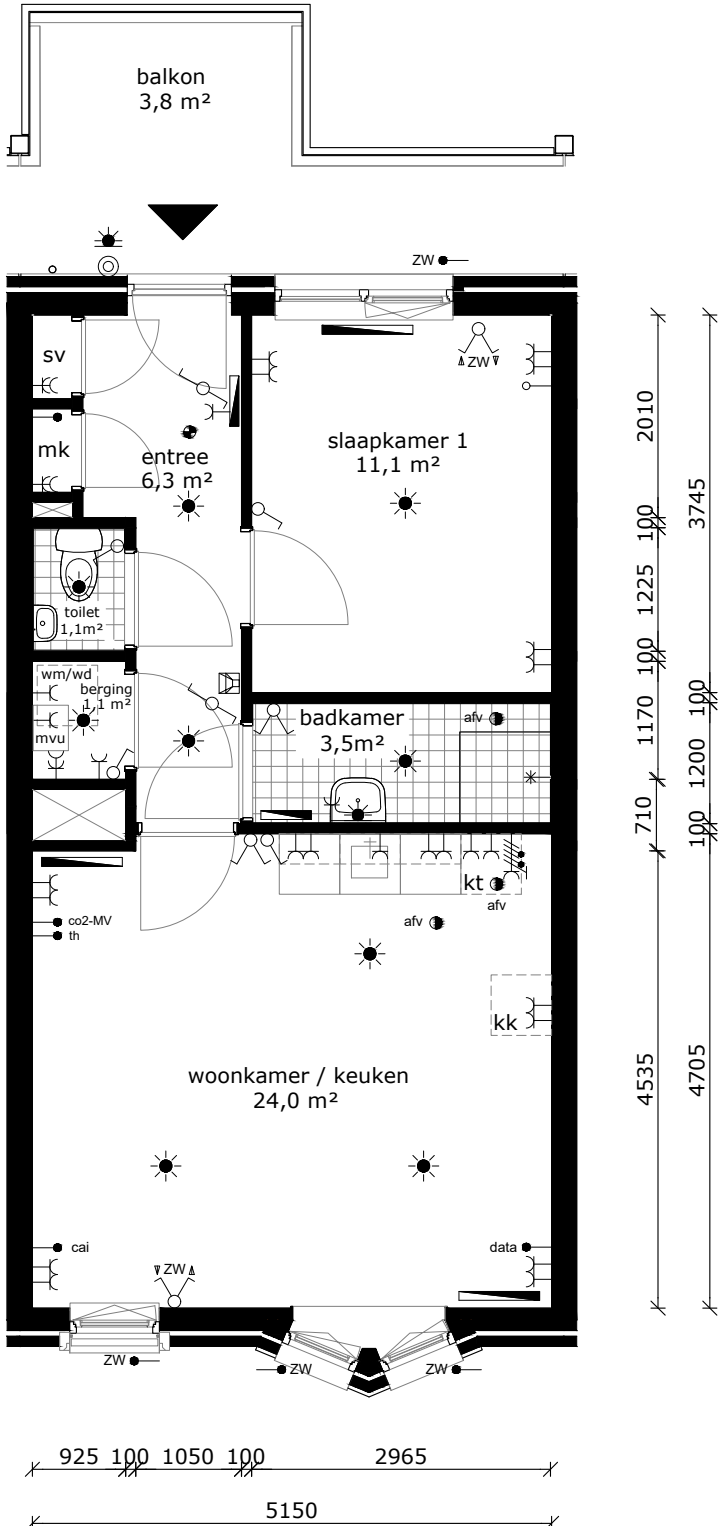 balkon
3,8 m²
ZW
sv
ZW
mk
entree
6,3 m²
slaapkamer 1
11,1 m²
toilet
1,1m²
wm/wd
berging
1,1 m²
mvu
badkamer
3,5m²
afv
kt
afv
afv
co2-MV
th
kk
woonkamer / keuken
24,0 m²
cai
data
ZW
ZW
ZW
ZW
2010
100
1225
100
1170
710
4535
3745
100
1200
100
4705
925 100 1050 100 2965
5150